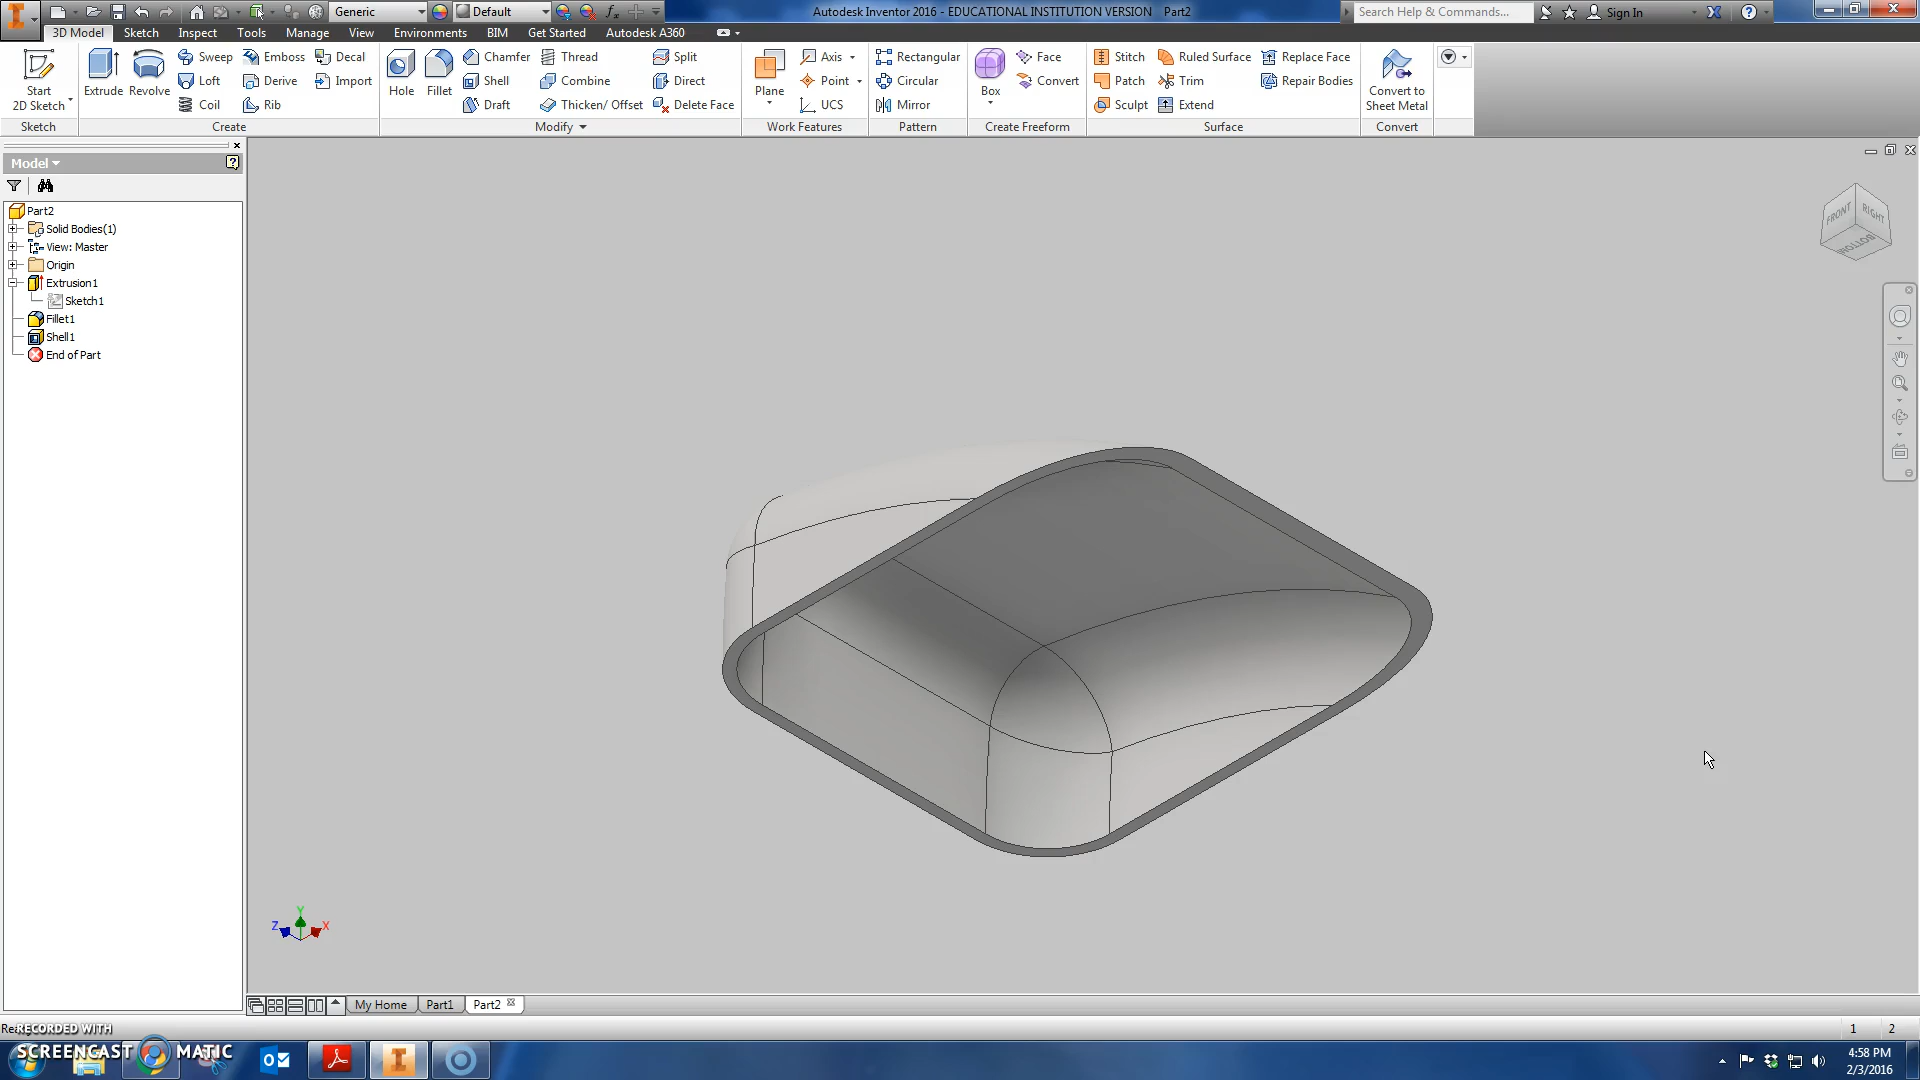 Generic
Default
Autodesk Inventor 2016 - EDUCATIONAL INSTITUTION VERSION Part2
Search Help & Commands...
Sign In
3D Model Sketch Inspect Tools Manage View Environments BIM Get Started Autodesk A360
Start
2D Sketch
Extrude
Revolve
Sweep
Loft
Coil
Emboss
Derive
Rib
Decal
Import
Hole
Fillet
Chamfer
Shell
Draft
Thread
Combine
Thicken/ Offset
Split
Direct
Delete Face
Plane
Axis
Point
UCS
Rectangular
Circular
Mirror
Box
Face
Convert
Stitch
Patch
Sculpt
Ruled Surface
Trim
Extend
Replace Face
Repair Bodies
Convert to
Sheet Metal
Sketch Create Modify Work Features Pattern Create Freeform Surface Convert
Model
Part2
Solid Bodies(1)
View: Master
Origin
Extrusion1
Sketch1
Fillet1
Shell1
End of Part
FRONT
RIGHT
BOTTOM
Y
Z
X
My Home Part1 Part2
1 2
RECORDED WITH
SCREENCAST MATIC
4:58 PM
2/3/2016